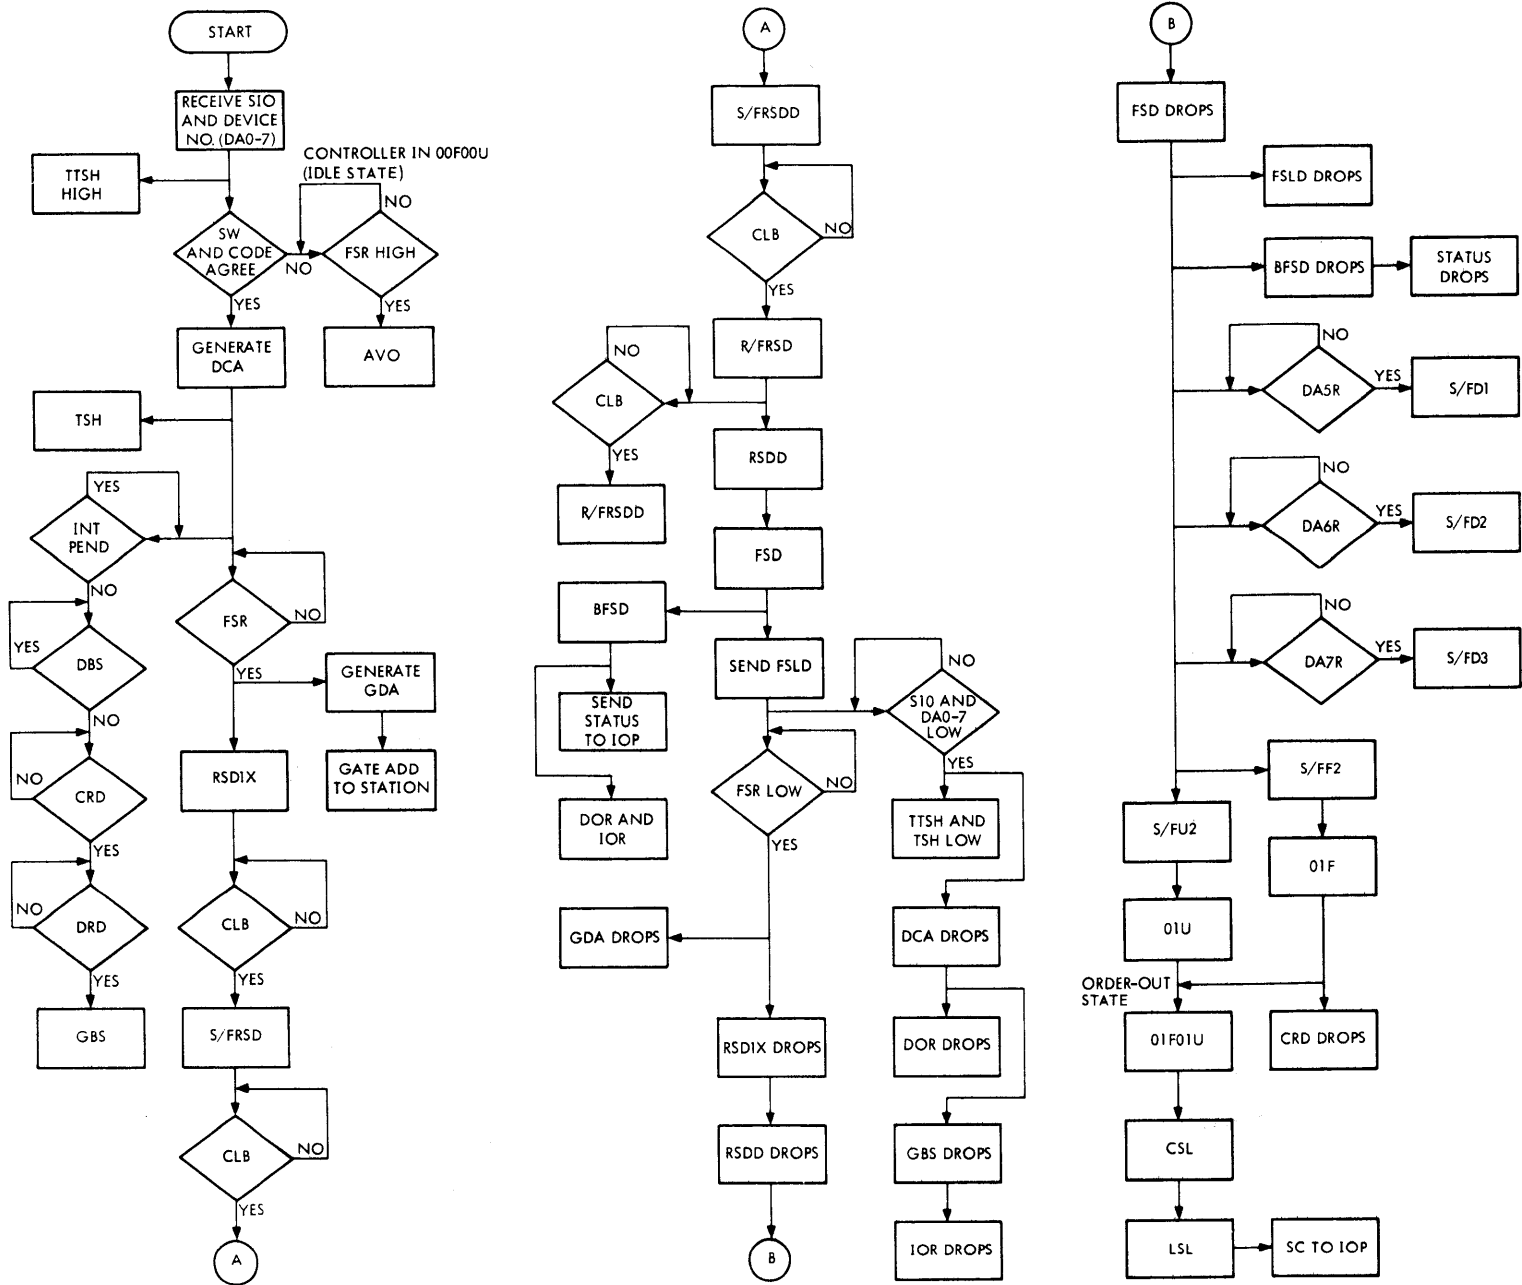 START
RECEIVE SIO
AND DEVICE
NO. (DA0-7)
TTSH
HIGH
CONTROLLER IN 00F00U
(IDLE STATE)
NO
SW
AND CODE
AGREE
NO
FSR HIGH
YES
YES
GENERATE
DCA
AVO
TSH
YES
INT
PEND
NO
FSR
NO
YES
DBS
YES
GENERATE
GDA
NO
NO
CRD
RSD1X
GATE ADD
TO STATION
YES
NO
DRD
CLB
NO
YES
YES
GBS
S/FRSD
CLB
NO
YES
A
A
S/FRSDD
CLB
NO
YES
R/FRSD
NO
CLB
YES
RSDD
R/FRSDD
FSD
BFSD
SEND FSLD
NO
S10 AND
DA0-7
LOW
YES
SEND
STATUS
TO IOP
FSR LOW
NO
YES
DOR AND
IOR
TTSH AND
TSH LOW
GDA DROPS
DCA DROPS
RSD1X DROPS
DOR DROPS
RSDD DROPS
GBS DROPS
B
IOR DROPS
B
FSD DROPS
FSLD DROPS
BFSD DROPS
STATUS
DROPS
NO
DA5R
YES
S/FD1
NO
DA6R
YES
S/FD2
NO
DA7R
YES
S/FD3
S/FF2
S/FU2
01F
01U
ORDER-OUT
STATE
01F01U
CRD DROPS
CSL
LSL
SC TO IOP